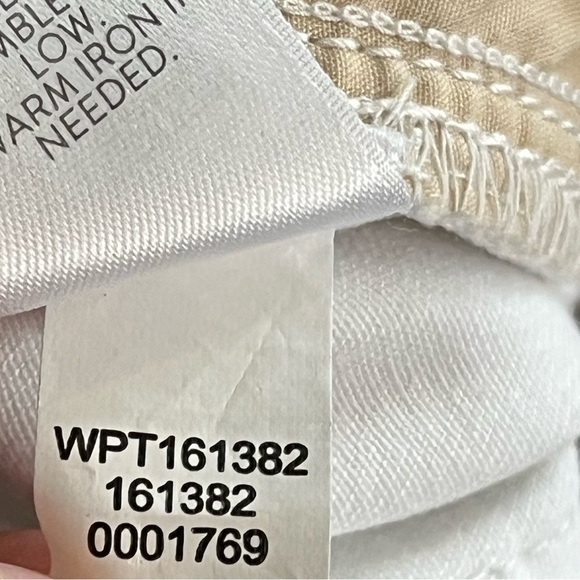 LOW.
WARM IRON
NEEDED.
WPT161382
161382
0001769